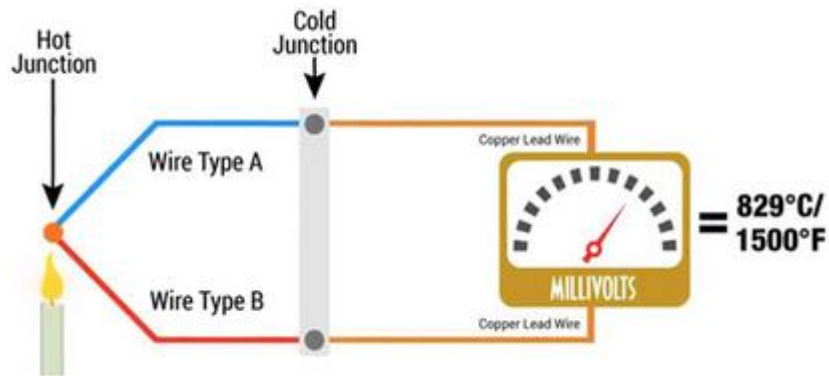 Hot
Junction
Cold
Junction
Copper Lead Wire
Wire Type A
= 829°C/
1500°F
Wire Type B
MILLIVOLTS
Copper Lead Wire